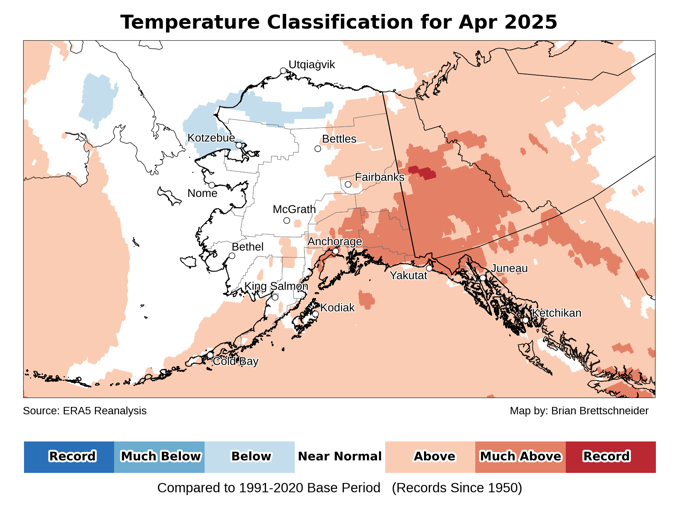 Temperature Classification for Apr 2025
Utqiaġvik
Kotzebue
Bettles
Fairbanks
Nome
McGrath
Anchorage
Bethel
Yakutat
Juneau
King Salmon
Kodiak
Ketchikan
Cold Bay
Source: ERA5 Reanalysis
Map by: Brian Brettschneider
Record
Much Below
Below
Near Normal
Above
Much Above
Record
Compared to 1991-2020 Base Period (Records Since 1950)